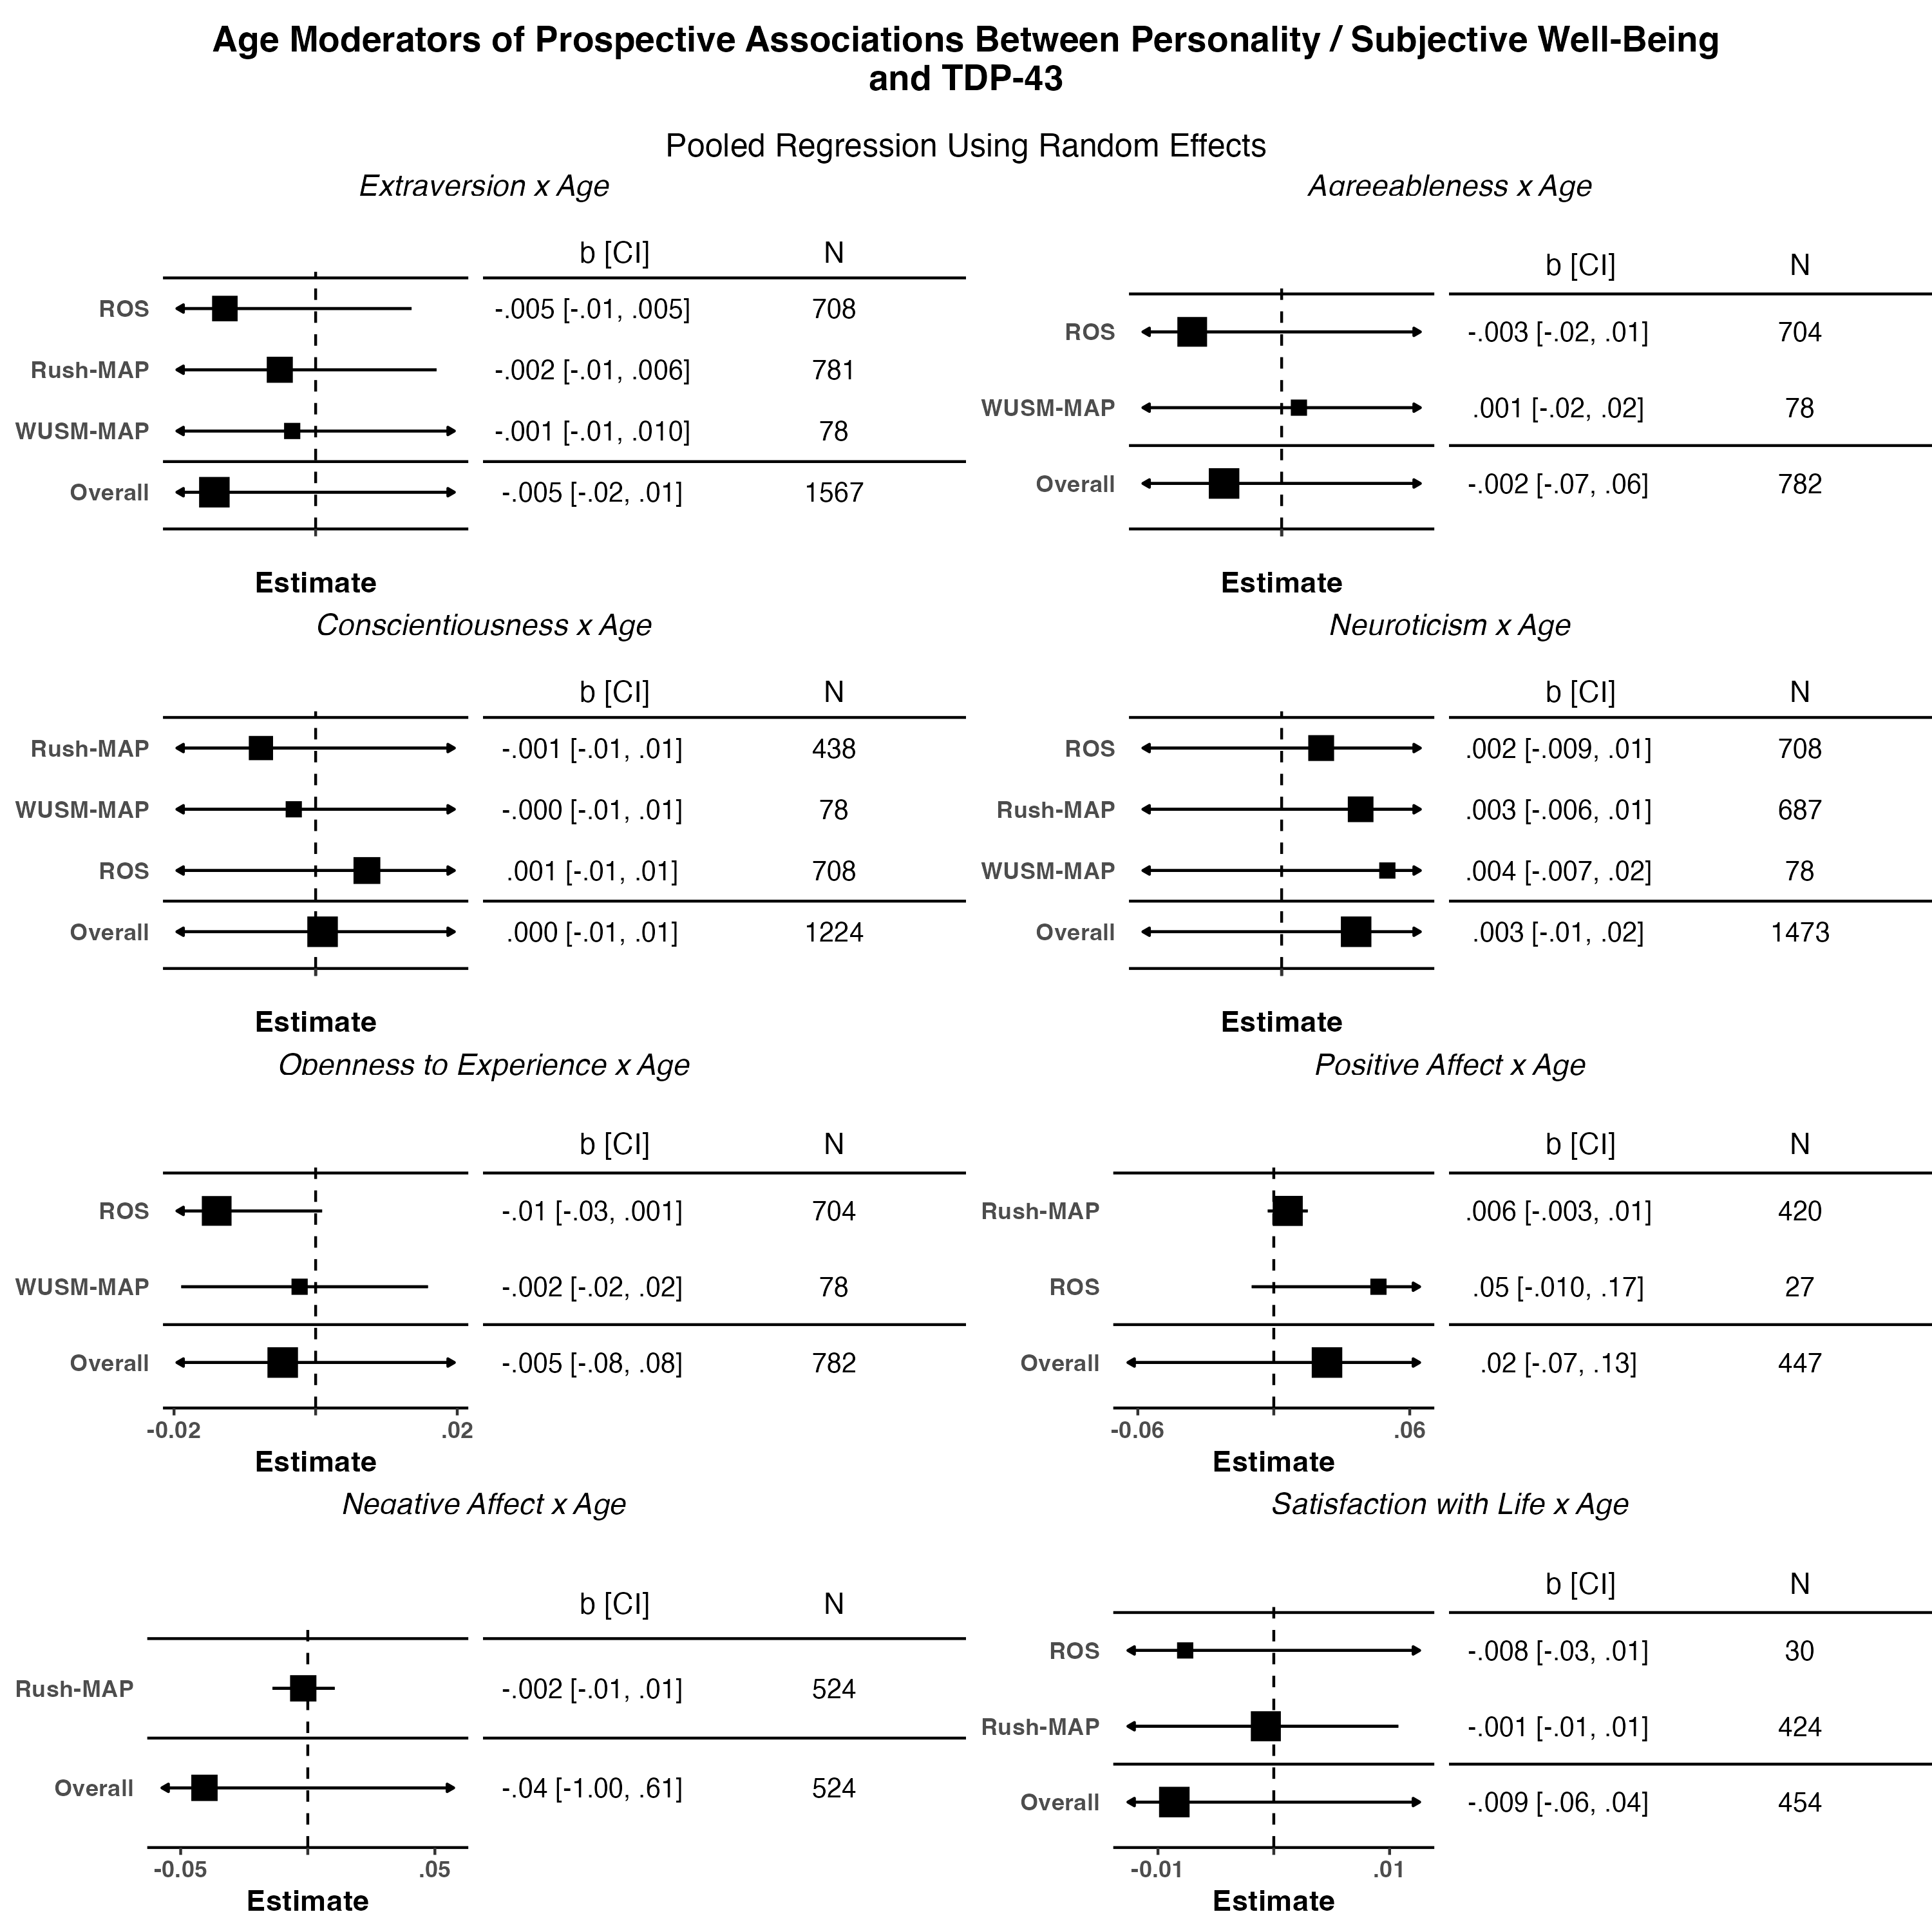 Age Moderators of Prospective Associations Between Personality / Subjective Well-Being
and TDP-43
Pooled Regression Using Random Effects
Extraversion x Age
b [CI] N
ROS -.005 [-.01, .005] 708
Rush-MAP -.002 [-.01, .006] 781
WUSM-MAP -.001 [-.01, .010] 78
Overall -.005 [-.02, .01] 1567
Estimate
Agreeableness x Age
b [CI] N
ROS -.003 [-.02, .01] 704
WUSM-MAP .001 [-.02, .02] 78
Overall -.002 [-.07, .06] 782
Estimate
Conscientiousness x Age
b [CI] N
Rush-MAP -.001 [-.01, .01] 438
WUSM-MAP -.000 [-.01, .01] 78
ROS .001 [-.01, .01] 708
Overall .000 [-.01, .01] 1224
Estimate
Neuroticism x Age
b [CI] N
ROS .002 [-.009, .01] 708
Rush-MAP .003 [-.006, .01] 687
WUSM-MAP .004 [-.007, .02] 78
Overall .003 [-.01, .02] 1473
Estimate
Openness to Experience x Age
b [CI] N
ROS -.01 [-.03, .001] 704
WUSM-MAP -.002 [-.02, .02] 78
Overall -.005 [-.08, .08] 782
-0.02 .02
Estimate
Positive Affect x Age
b [CI] N
Rush-MAP .006 [-.003, .01] 420
ROS .05 [-.010, .17] 27
Overall .02 [-.07, .13] 447
-0.06 .06
Estimate
Negative Affect x Age
b [CI] N
Rush-MAP -.002 [-.01, .01] 524
Overall -.04 [-1.00, .61] 524
-0.05 .05
Estimate
Satisfaction with Life x Age
b [CI] N
ROS -.008 [-.03, .01] 30
Rush-MAP -.001 [-.01, .01] 424
Overall -.009 [-.06, .04] 454
-0.01 .01
Estimate